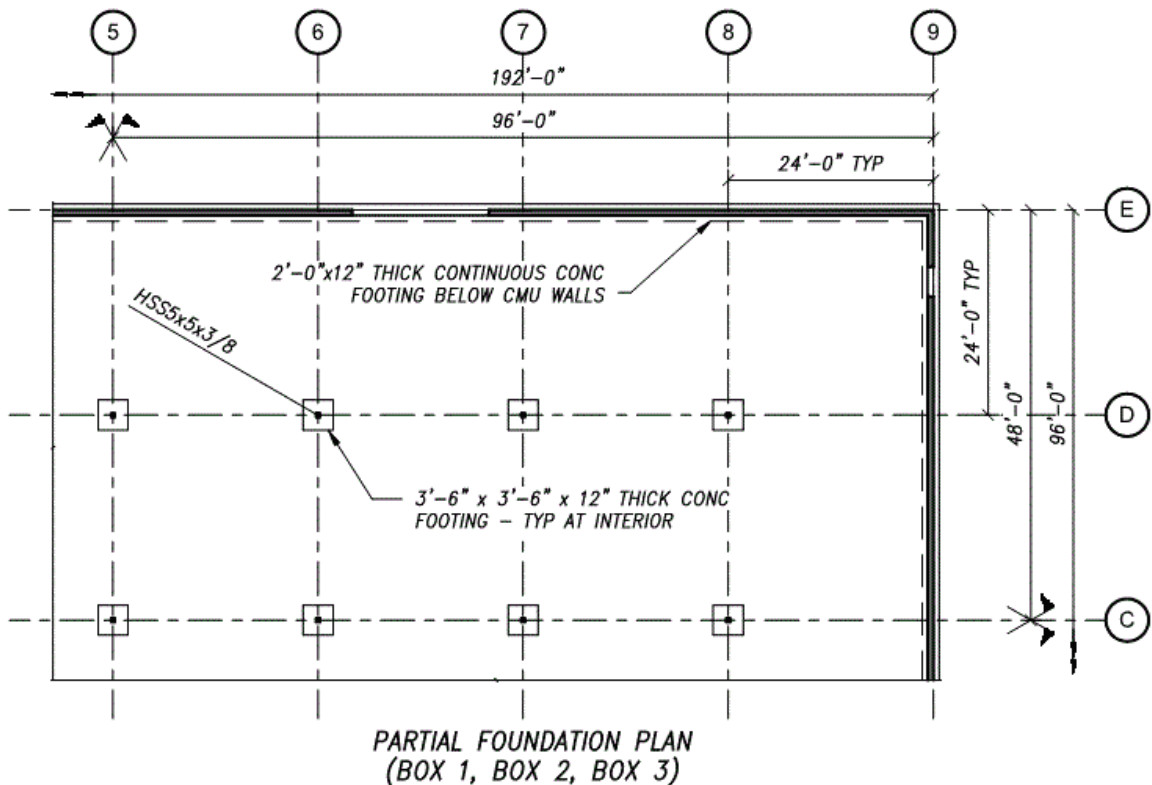 5
6
7
8
9
192'-0"
96'-0"
24'-0" TYP
E
2'-0"x12" THICK CONTINUOUS CONC
FOOTING BELOW CMU WALLS
24'-0" TYP
HSS5x5x3/8
48'-0"
96'-0"
D
3'-6" x 3'-6" x 12" THICK CONC
FOOTING - TYP AT INTERIOR
C
PARTIAL FOUNDATION PLAN
(BOX 1, BOX 2, BOX 3)